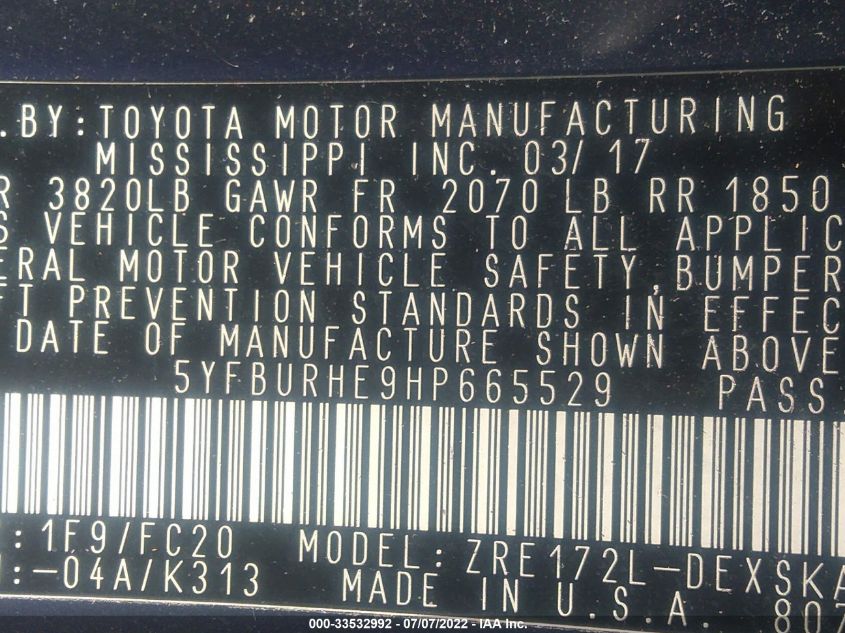 .BY:TOYOTA MOTOR MANUFACTURING
MISSISSIPPI INC. 03/17
R 3820LB GAWR FR 2070 LB RR 1850
S VEHICLE CONFORMS TO ALL APPLIC
ERAL MOTOR VEHICLE SAFETY,BUMPER
FT PREVENTION STANDARDS IN EFFEC
DATE OF MANUFACTURE SHOWN ABOVE
5YFBURHE9HP665529 PASS
: 1F9/FC20 MODEL: ZRE172L-DEXSKA
: -04A/K313 MADE IN U.S.A. 807
000-33532992 - 07/07/2022 - IAA Inc.